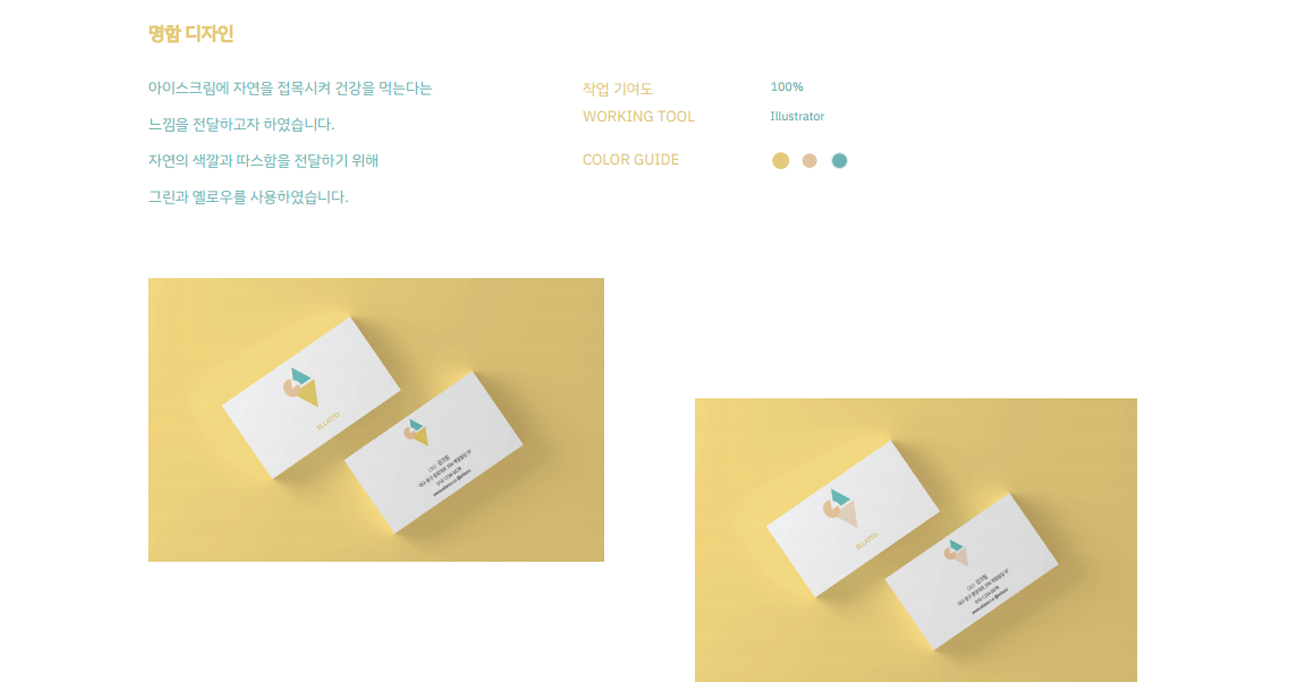 명함 디자인
아이스크림에 자연을 접목시켜 건강을 먹는다는
느낌을 전달하고자 하였습니다.
자연의 색깔과 따스함을 전달하기 위해
그린과 옐로우를 사용하였습니다.
작업 기여도 100%
WORKING TOOL Illustrator
COLOR GUIDE
ELLATTO
ELLATTO